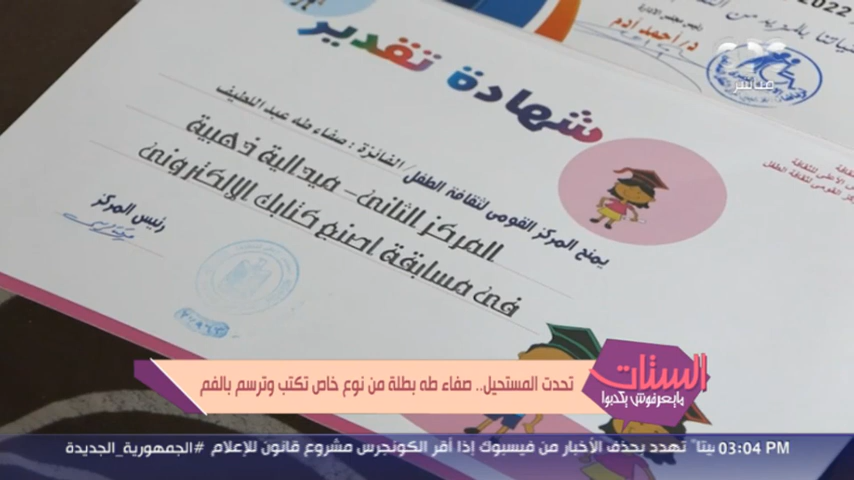 2022
د/ أحمد آدم
مباشر
شهادة تقدير
يمنح المركز القومى لثقافة الطفل/ الفائزة : صفاء طه عبد اللطيف
المركز الثانى - ميدالية ذهبية
فى مسابقة اصنع كتابك الإلكترونى
رئيس المركز
الستات
مايعرفوش يكدبوا
تحدت المستحيل.. صفاء طه بطلة من نوع خاص تكتب وترسم بالفم
03:04 PM
يتا" تهدد بحذف الأخبار من فيسبوك إذا أقر الكونجرس مشروع قانون للإعلام #الجمهورية_الجديدة